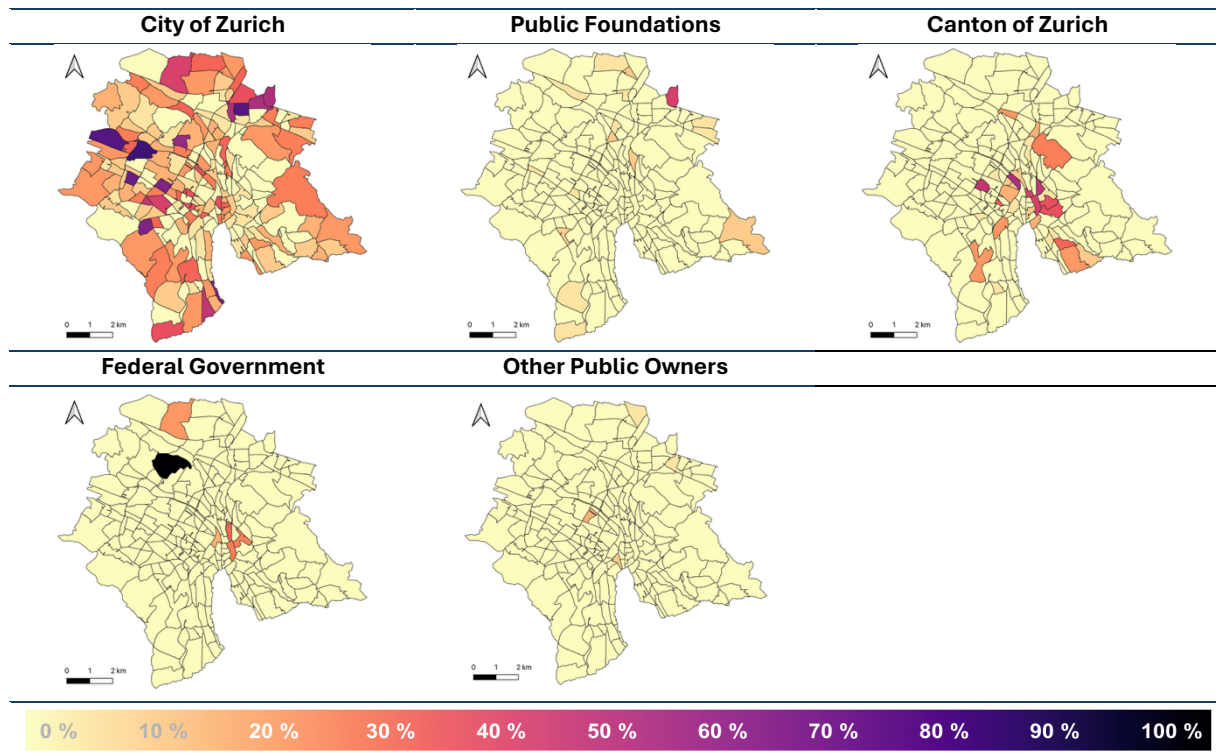 City of Zurich
Public Foundations
Canton of Zurich
0 1 2 km
0 1 2 km
0 1 2 km
Federal Government
Other Public Owners
0 1 2 km
0 1 2 km
0 % 10 % 20 % 30 % 40 % 50 % 60 % 70 % 80 % 90 % 100 %